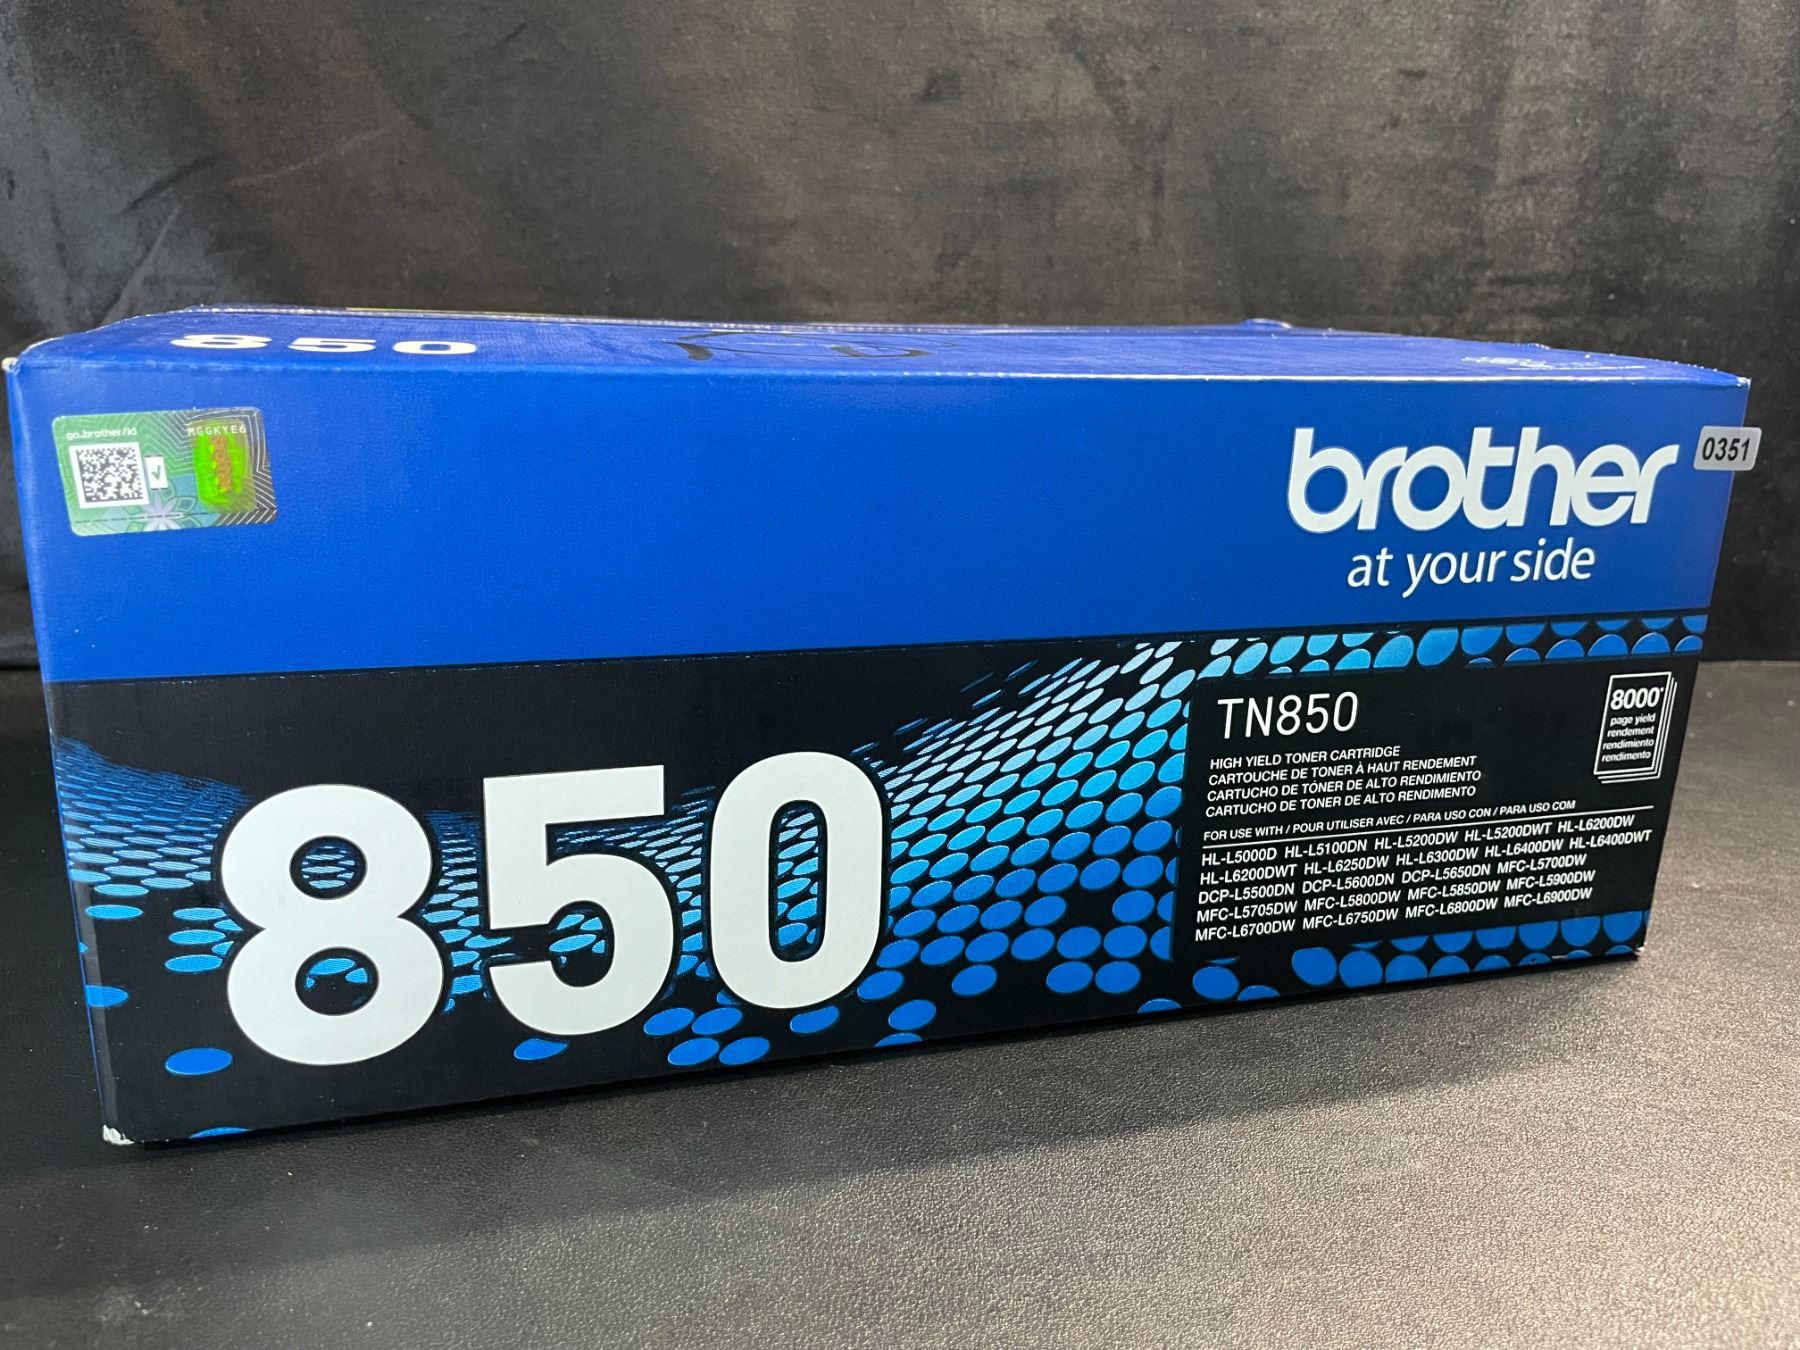 850
go.brother/id
MGGKYE6
brother
at your side
0351
850
TN850
HIGH YIELD TONER CARTRIDGE
CARTOUCHE DE TONER À HAUT RENDEMENT
CARTUCHO DE TÓNER DE ALTO RENDIMIENTO
CARTUCHO DE TONER DE ALTO RENDIMENTO
8000*
page yield
rendement
rendimiento
rendimento
FOR USE WITH / POUR UTILISER AVEC / PARA USO CON / PARA USO COM
HL-L5000D HL-L5100DN HL-L5200DW HL-L5200DWT HL-L6200DW
HL-L6200DWT HL-L6250DW HL-L6300DW HL-L6400DW HL-L6400DWT
DCP-L5500DN DCP-L5600DN DCP-L5650DN MFC-L5700DW
MFC-L5705DW MFC-L5800DW MFC-L5850DW MFC-L5900DW
MFC-L6700DW MFC-L6750DW MFC-L6800DW MFC-L6900DW